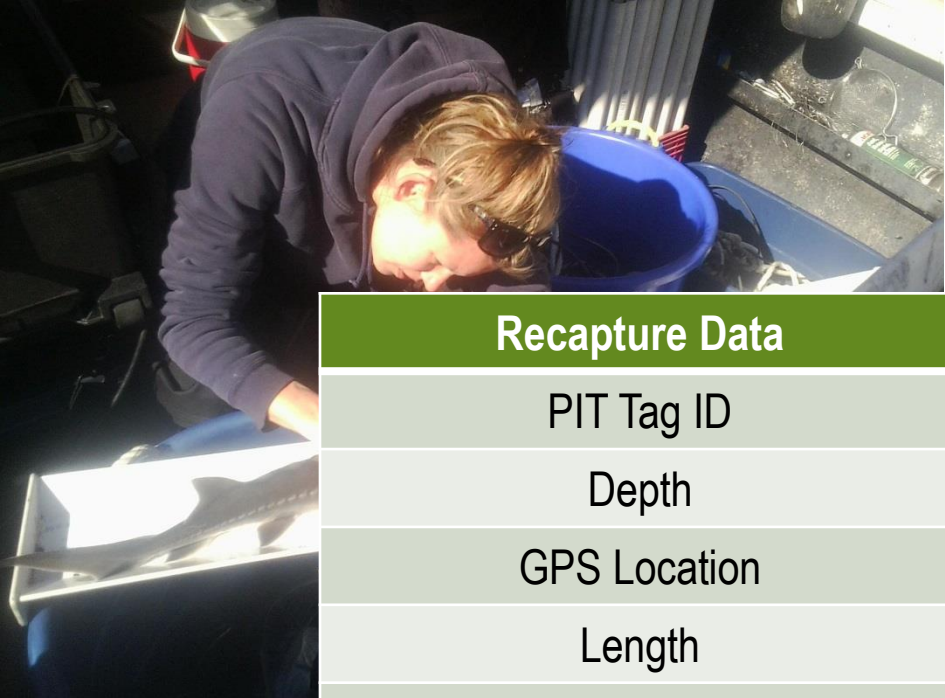 Recapture Data
PIT Tag ID
Depth
GPS Location
Length